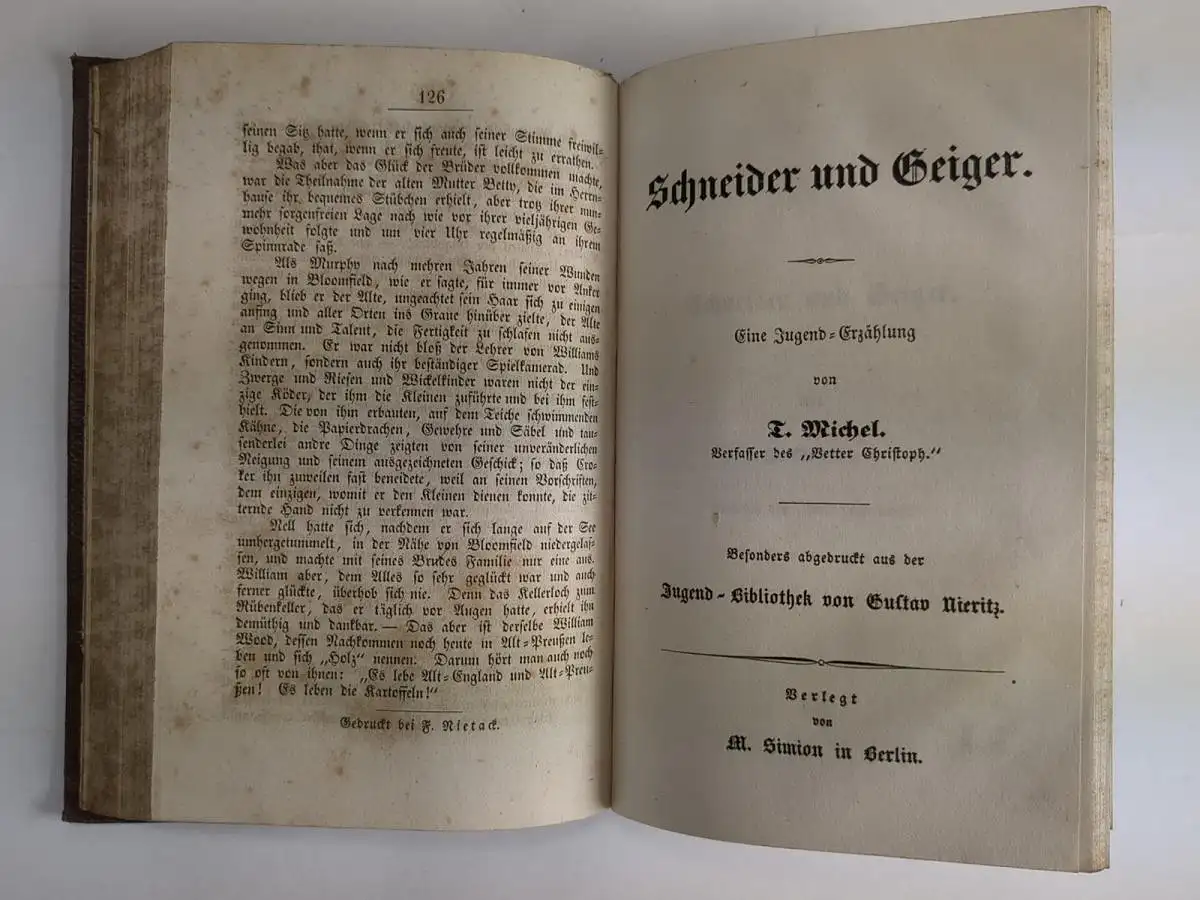 126
seinen Sitz hatte, wenn er sich auch seiner Stimme freiwil-
lig begab, that, wenn er sich freute, ist leicht zu errathen.
Was aber das Glück der Brüder vollkommen machte,
war die Theilnahme der alten Mutter Betty, die im Herrn-
hause ihr bequemes Stübchen erhielt, aber trotz ihrer nun-
mehr sorgenfreien Lage nach wie vor ihrer vieljährigen Ge-
wohnheit folgte und um vier Uhr regelmäßig an ihrem
Spinnrade saß.
Als Murphy nach mehren Jahren seiner Wunden
wegen in Bloomfield, wie er sagte, für immer vor Anker
ging, blieb er der Alte, ungeachtet sein Haar sich zu einigen
anfing und aller Orten ins Graue hinüber zielte, der Alte
an Sinn und Talent, die Fertigkeit zu schlafen nicht aus-
genommen. Er war nicht bloß der Lehrer von Williams
Kindern, sondern auch ihr beständiger Spielkamerad. Und
Zwerge und Riesen und Wickelkinder waren nicht der ein-
zige Köder, der ihm die Kleinen zuführte und bei ihm fest-
hielt. Die von ihm erbauten, auf dem Teiche schwimmenden
Kähne, die Papierdrachen, Gewehre und Säbel und tau-
senderlei andre Dinge zeigten von seiner unveränderlichen
Neigung und seinem ausgezeichneten Geschick; so daß Cro-
ker ihn zuweilen fast beneidete, weil an seinen Vorschriften,
dem einzigen, womit er den Kleinen dienen konnte, die zit-
ternde Hand nicht zu verkennen war.
Nell hatte sich, nachdem er sich lange auf der See
umhergetummelt, in der Nähe von Bloomfield niedergelas-
sen, und machte mit seines Brudes Familie nur eine aus.
William aber, dem Alles so sehr geglückt war und auch
ferner glückte, überhob sich nie. Denn das Kellerloch zum
Rübenkeller, das er täglich vor Augen hatte, erhielt ihn
demüthig und dankbar. — Das aber ist derselbe William
Wood, dessen Nachkommen noch heute in Alt-Preußen le-
ben und sich „Holz" nennen. Darum hört man auch noch
so oft von ihnen: „Es lebe Alt-England und Alt-Preu-
ßen! Es leben die Kartoffeln!"
Gedruckt bei F. Nietack.
Schneider und Geiger.
Eine Jugend-Erzählung
von
T. Michel.
Verfasser des „Vetter Christoph."
Besonders abgedruckt aus der
Jugend-Bibliothek von Gustav Nieritz.
Verlegt
von
M. Simion in Berlin.